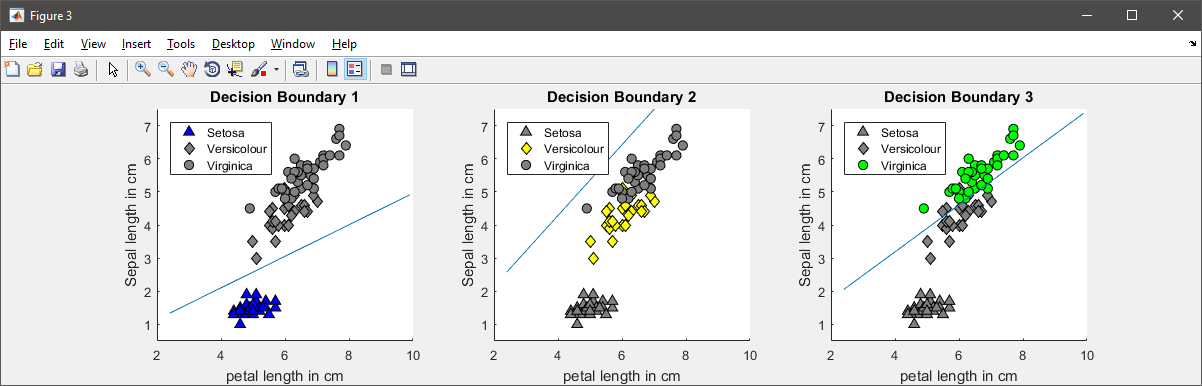 Figure 3
File Edit View Insert Tools Desktop Window Help
Decision Boundary 1
Setosa
Versicolour
Virginica
7
6
5
4
3
2
1
Sepal length in cm
2 4 6 8 10
petal length in cm
Decision Boundary 2
Setosa
Versicolour
Virginica
7
6
5
4
3
2
1
Sepal length in cm
2 4 6 8 10
petal length in cm
Decision Boundary 3
Setosa
Versicolour
Virginica
7
6
5
4
3
2
1
Sepal length in cm
2 4 6 8 10
petal length in cm